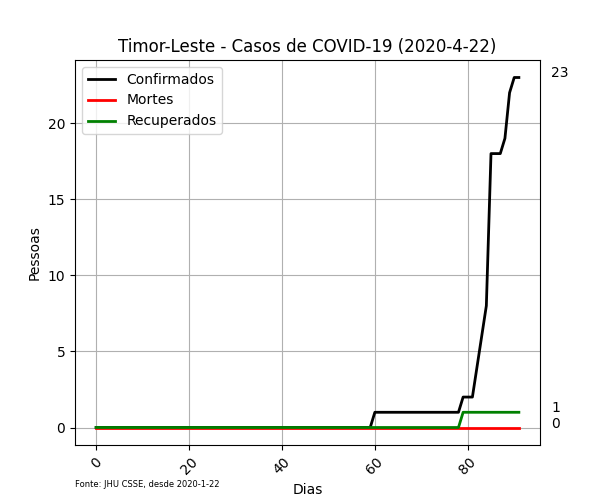 Timor-Leste - Casos de COVID-19 (2020-4-22)
Confirmados
Mortes
Recuperados
23
1
0
20
15
10
5
0
Pessoas
0
20
40
60
80
Dias
Fonte: JHU CSSE, desde 2020-1-22